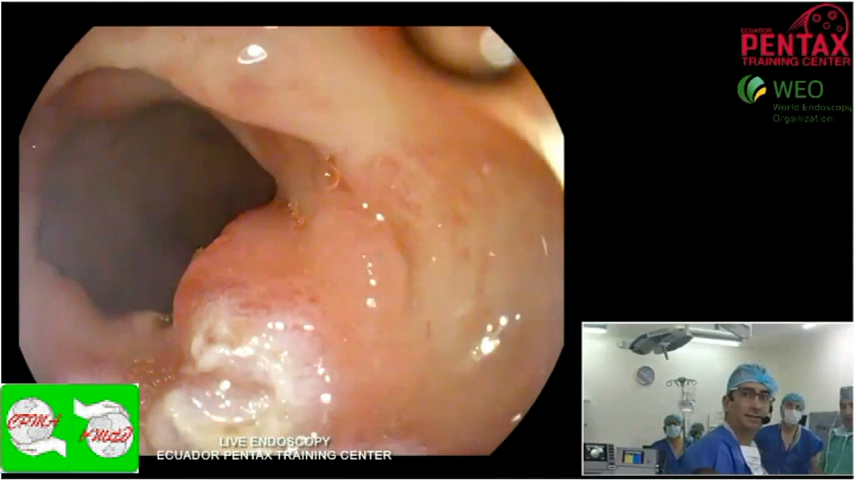 ECUADOR
PENTAX
TRAINING CENTER
WEO
World Endoscopy
Organization
LIVE ENDOSCOPY
ECUADOR PENTAX TRAINING CENTER